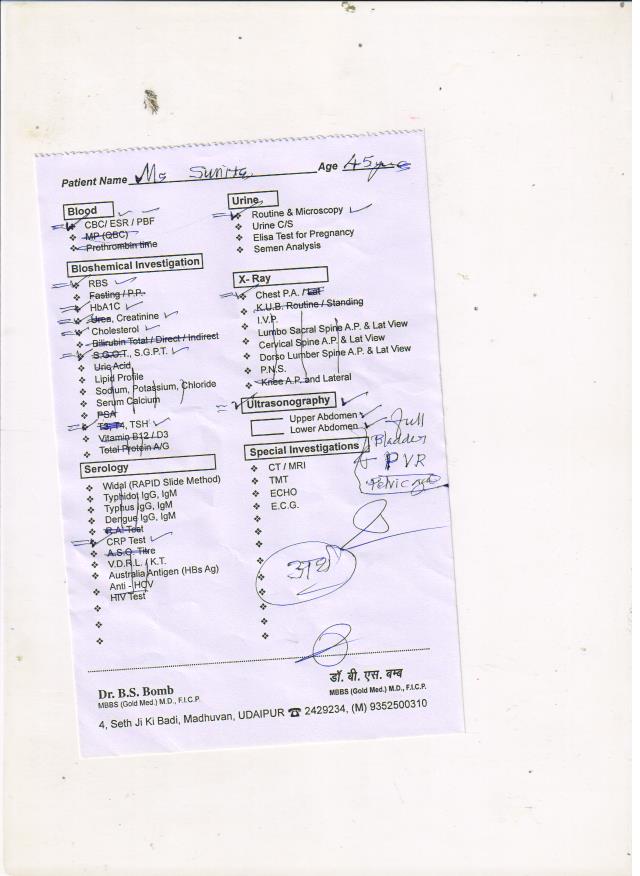 Patient Name Ms Sunita Age 45 yrs
Blood
CBC/ ESR / PBF
MP (QBC)
Prothrombin time
Bioshemical Investigation
RBS
Fasting / P.P.
HbA1C
Urea, Creatinine
Cholesterol
Bilirubin Total / Direct / Indirect
S.G.O.T., S.G.P.T.
Uric Acid
Lipid Profile
Sodium, Potassium, Chloride
Serum Calcium
PSA
T3, T4, TSH
Vitamin B12 / D3
Total Protein A/G
Serology
Widal (RAPID Slide Method)
Typhidot IgG, IgM
Typhus IgG, IgM
Dengue IgG, IgM
R.A. Test
CRP Test
A.S.O. Titre
V.D.R.L. / K.T.
Australia Antigen (HBs Ag)
Anti - HCV
HIV Test
Urine
Routine & Microscopy
Urine C/S
Elisa Test for Pregnancy
Semen Analysis
X- Ray
Chest P.A. / Lat
K.U.B. Routine / Standing
I.V.P.
Lumbo Sacral Spine A.P. & Lat View
Cervical Spine A.P. & Lat View
Dorso Lumber Spine A.P. & Lat View
P.N.S.
Knee A.P. and Lateral
Ultrasonography
Upper Abdomen
Lower Abdomen
Full
Bladder
+ PVR
Pelvic
Special Investigations
CT / MRI
TMT
ECHO
E.C.G.
Dr. B.S. Bomb
MBBS (Gold Med.) M.D., F.I.C.P.
डॉ. बी. एस. बम्ब
MBBS (Gold Med.) M.D., F.I.C.P.
4, Seth Ji Ki Badi, Madhuvan, UDAIPUR ☎ 2429234, (M) 9352500310